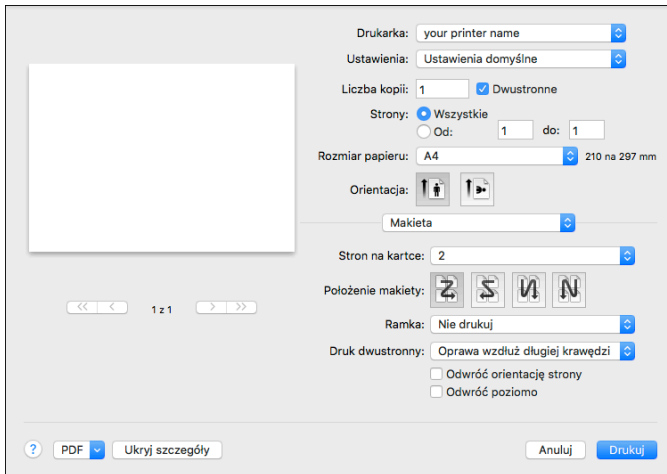 Drukarka: your printer name
Ustawienia: Ustawienia domyślne
Liczba kopii: 1 Dwustronne
Strony: Wszystkie
Od: 1 do: 1
Rozmiar papieru: A4 210 na 297 mm
Orientacja:
Makieta
Stron na kartce: 2
Położenie makiety:
Ramka: Nie drukuj
Druk dwustronny: Oprawa wzdłuż długiej krawędzi
Odwróć orientację strony
Odwróć poziomo
1 z 1
? PDF Ukryj szczegóły Anuluj Drukuj